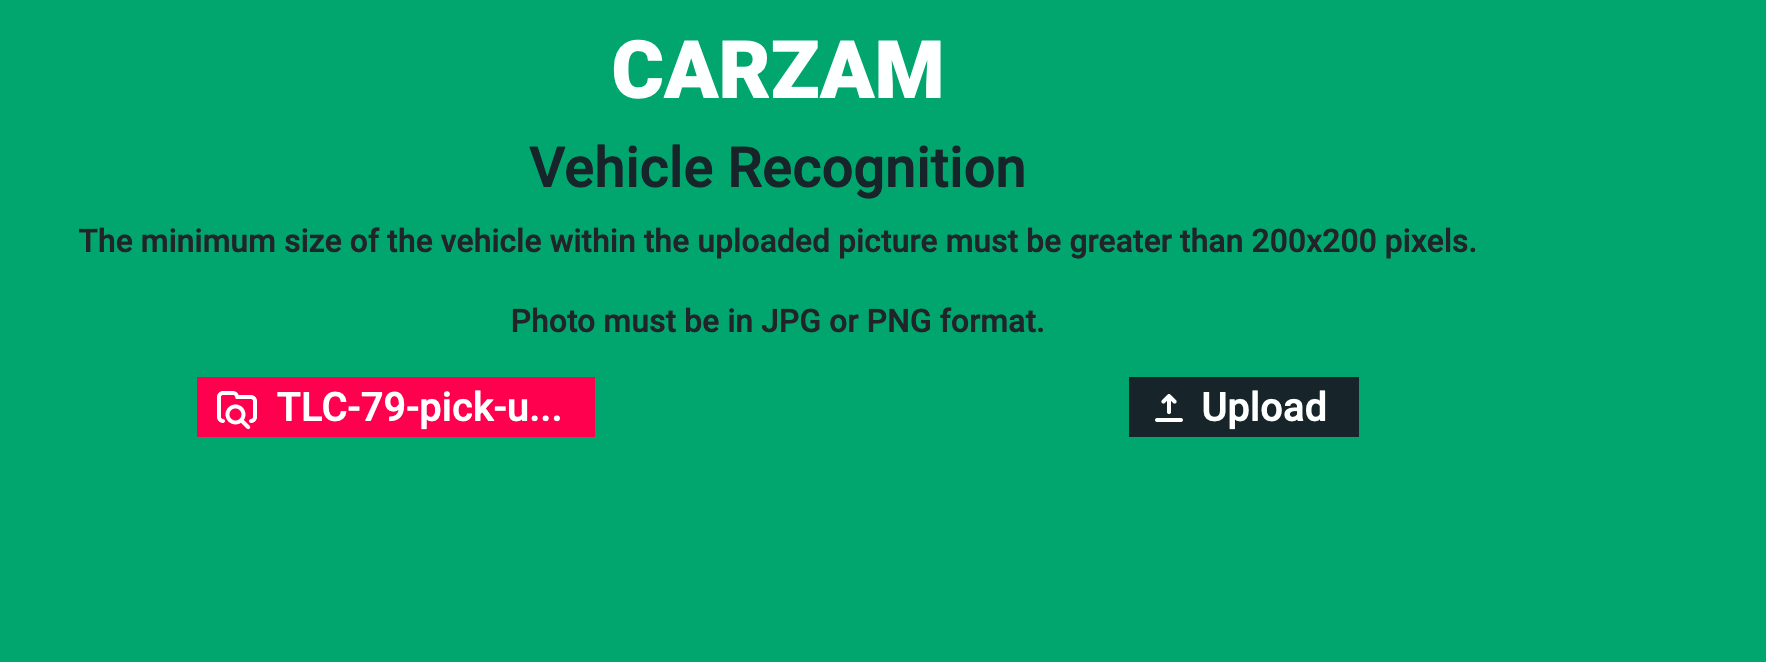 CARZAM
Vehicle Recognition
The minimum size of the vehicle within the uploaded picture must be greater than 200x200 pixels.
Photo must be in JPG or PNG format.
TLC-79-pick-u...
Upload